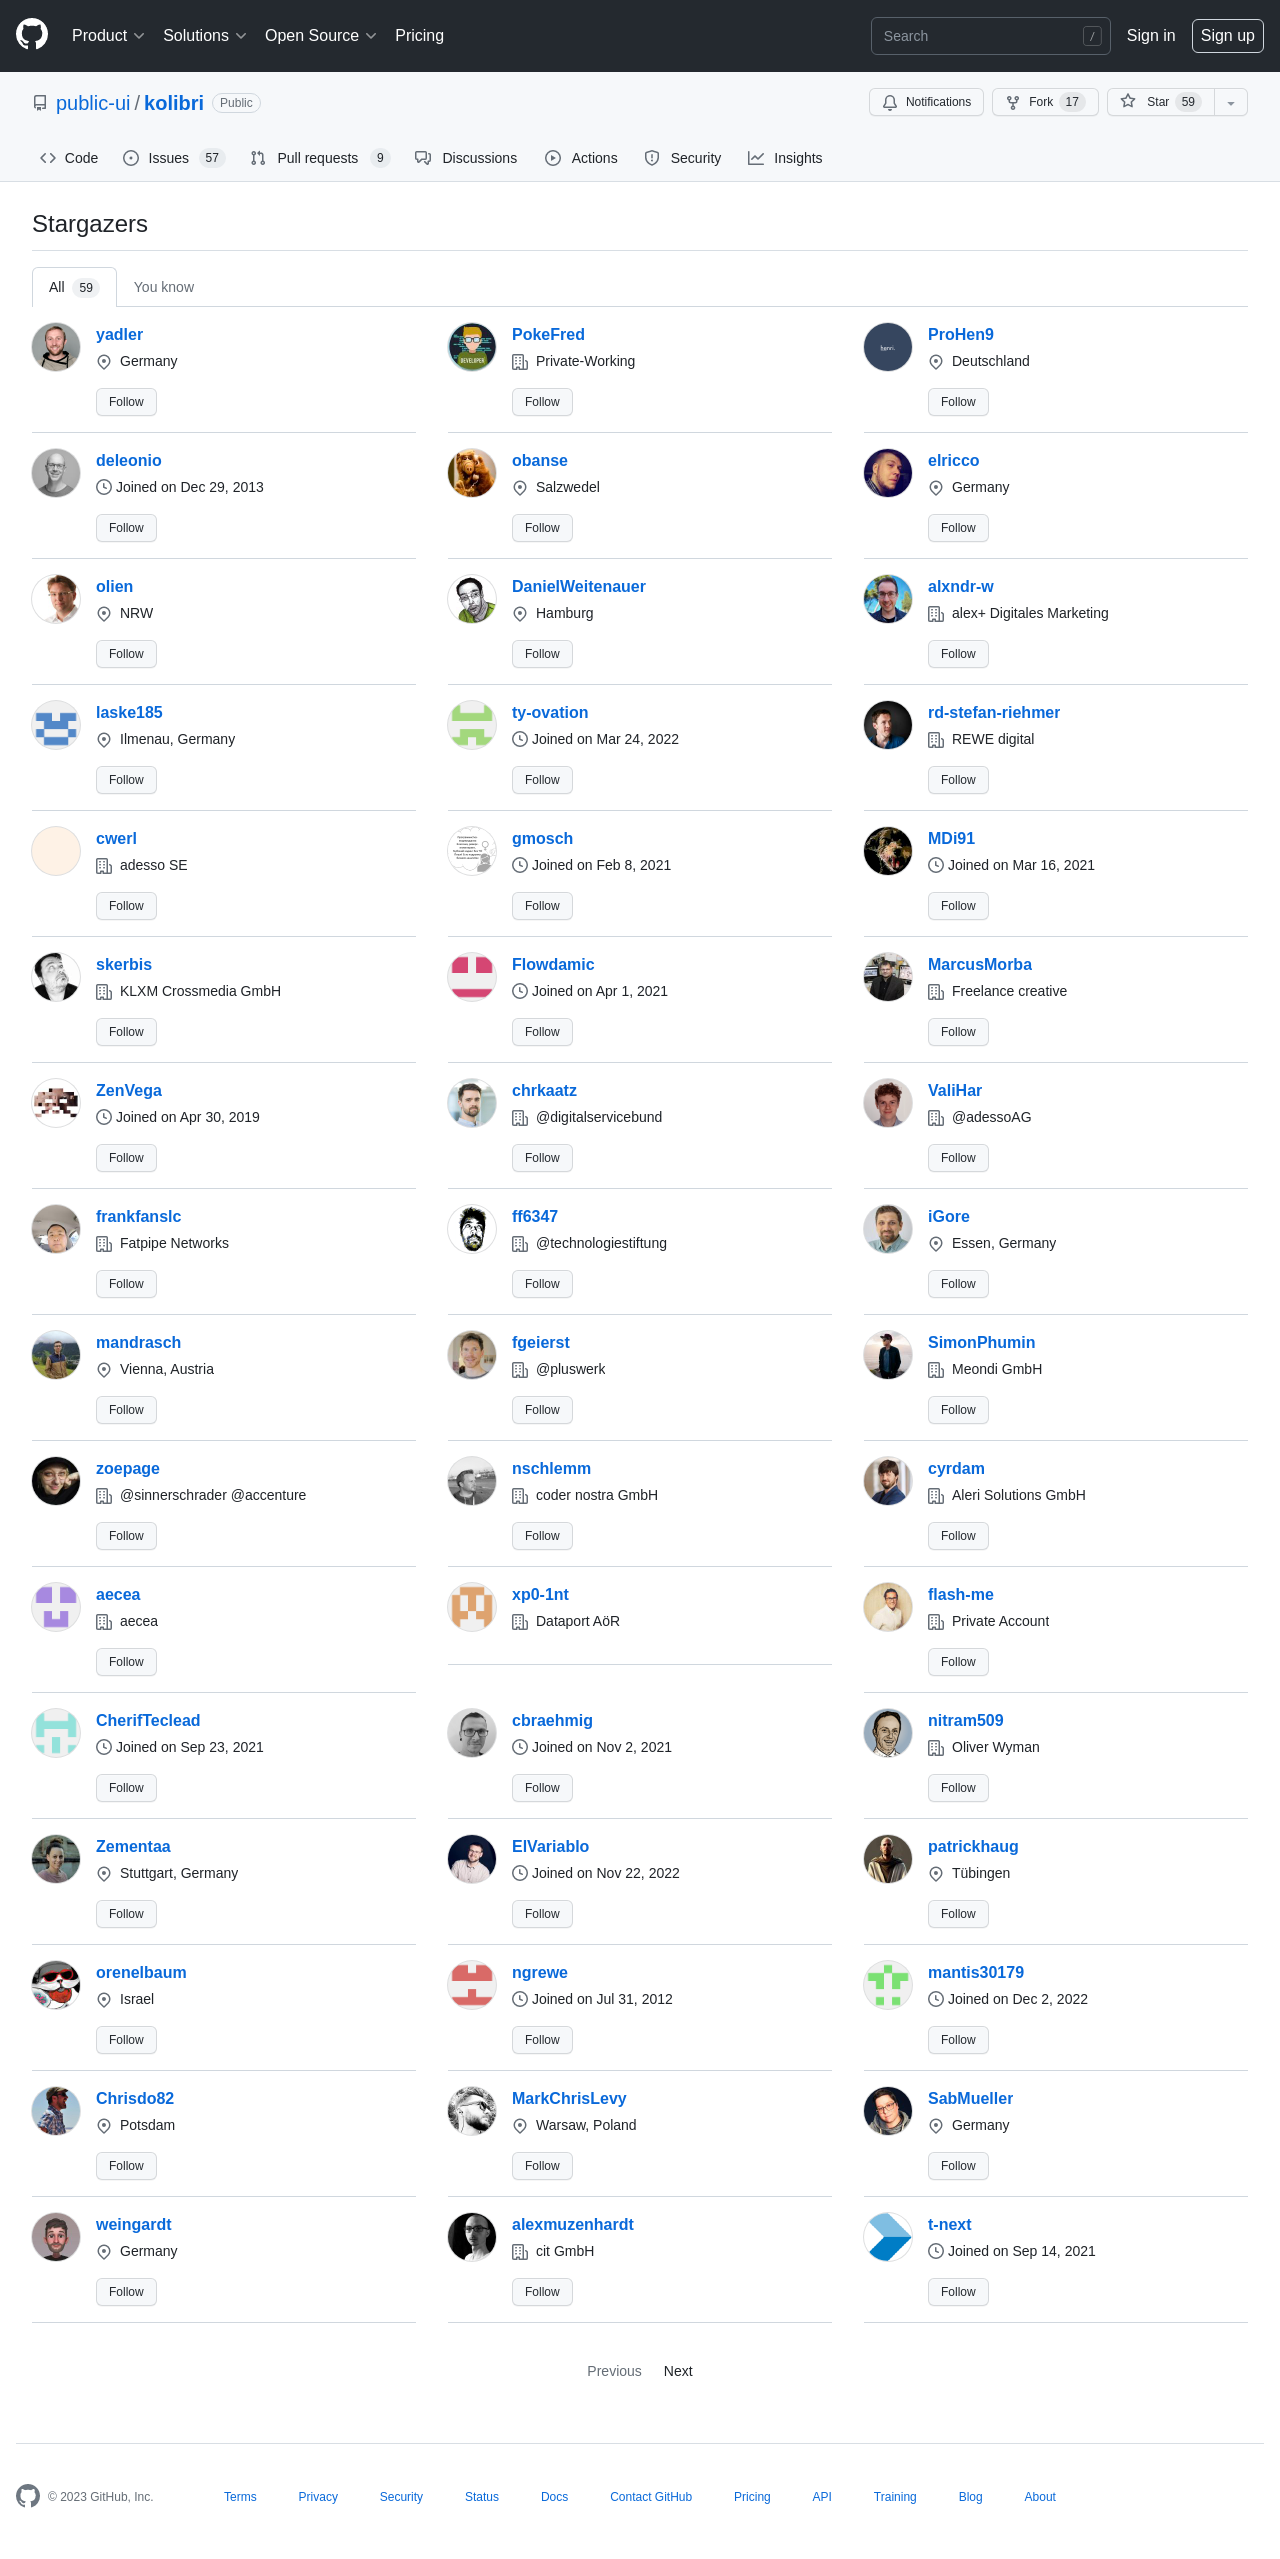 Product Solutions Open Source Pricing Search / Sign in Sign up
public-ui / kolibri Public Notifications Fork 17 Star 59
Code Issues 57 Pull requests 9 Discussions Actions Security Insights
Stargazers
All 59 You know
yadler PokeFred ProHen9
Germany Private-Working Deutschland
Follow Follow Follow
deleonio obanse elricco
Joined on Dec 29, 2013 Salzwedel Germany
Follow Follow Follow
olien DanielWeitenauer alxndr-w
NRW Hamburg alex+ Digitales Marketing
Follow Follow Follow
laske185 ty-ovation rd-stefan-riehmer
Ilmenau, Germany Joined on Mar 24, 2022 REWE digital
Follow Follow Follow
cwerl gmosch MDi91
adesso SE Joined on Feb 8, 2021 Joined on Mar 16, 2021
Follow Follow Follow
skerbis Flowdamic MarcusMorba
KLXM Crossmedia GmbH Joined on Apr 1, 2021 Freelance creative
Follow Follow Follow
ZenVega chrkaatz ValiHar
Joined on Apr 30, 2019 @digitalservicebund @adessoAG
Follow Follow Follow
frankfanslc ff6347 iGore
Fatpipe Networks @technologiestiftung Essen, Germany
Follow Follow Follow
mandrasch fgeierst SimonPhumin
Vienna, Austria @pluswerk Meondi GmbH
Follow Follow Follow
zoepage nschlemm cyrdam
@sinnerschrader @accenture coder nostra GmbH Aleri Solutions GmbH
Follow Follow Follow
aecea xp0-1nt flash-me
aecea Dataport AöR Private Account
Follow Follow
CherifTeclead cbraehmig nitram509
Joined on Sep 23, 2021 Joined on Nov 2, 2021 Oliver Wyman
Follow Follow Follow
Zementaa ElVariablo patrickhaug
Stuttgart, Germany Joined on Nov 22, 2022 Tübingen
Follow Follow Follow
orenelbaum ngrewe mantis30179
Israel Joined on Jul 31, 2012 Joined on Dec 2, 2022
Follow Follow Follow
Chrisdo82 MarkChrisLevy SabMueller
Potsdam Warsaw, Poland Germany
Follow Follow Follow
weingardt alexmuzenhardt t-next
Germany cit GmbH Joined on Sep 14, 2021
Follow Follow Follow
Previous Next
© 2023 GitHub, Inc. Terms Privacy Security Status Docs Contact GitHub Pricing API Training Blog About